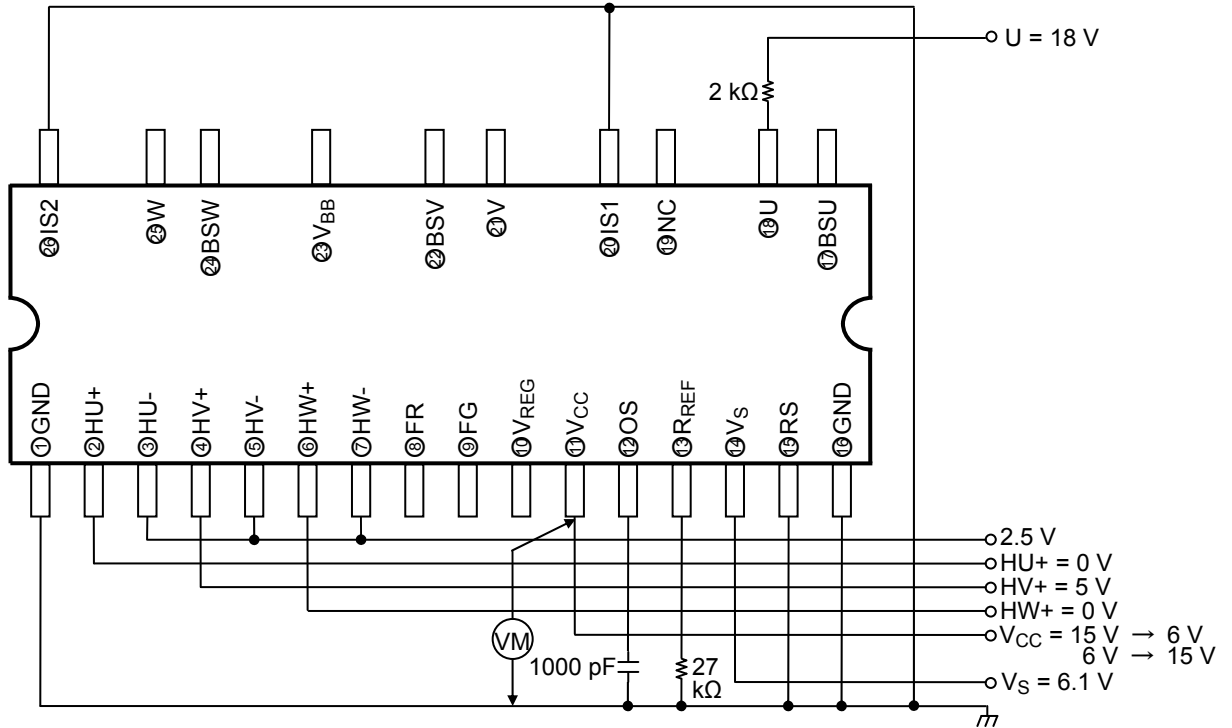 U = 18 V
2 kΩ
㉖IS2
㉕W
㉔BSW
㉓VBB
㉒BSV
㉑V
⑳IS1
⑲NC
⑱U
⑰BSU
①GND
②HU+
③HU-
④HV+
⑤HV-
⑥HW+
⑦HW-
⑧FR
⑨FG
⑩VREG
⑪VCC
⑫OS
⑬RREF
⑭VS
⑮RS
⑯GND
2.5 V
HU+ = 0 V
HV+ = 5 V
HW+ = 0 V
VCC = 15 V → 6 V
6 V → 15 V
VM
1000 pF
27
kΩ
VS = 6.1 V